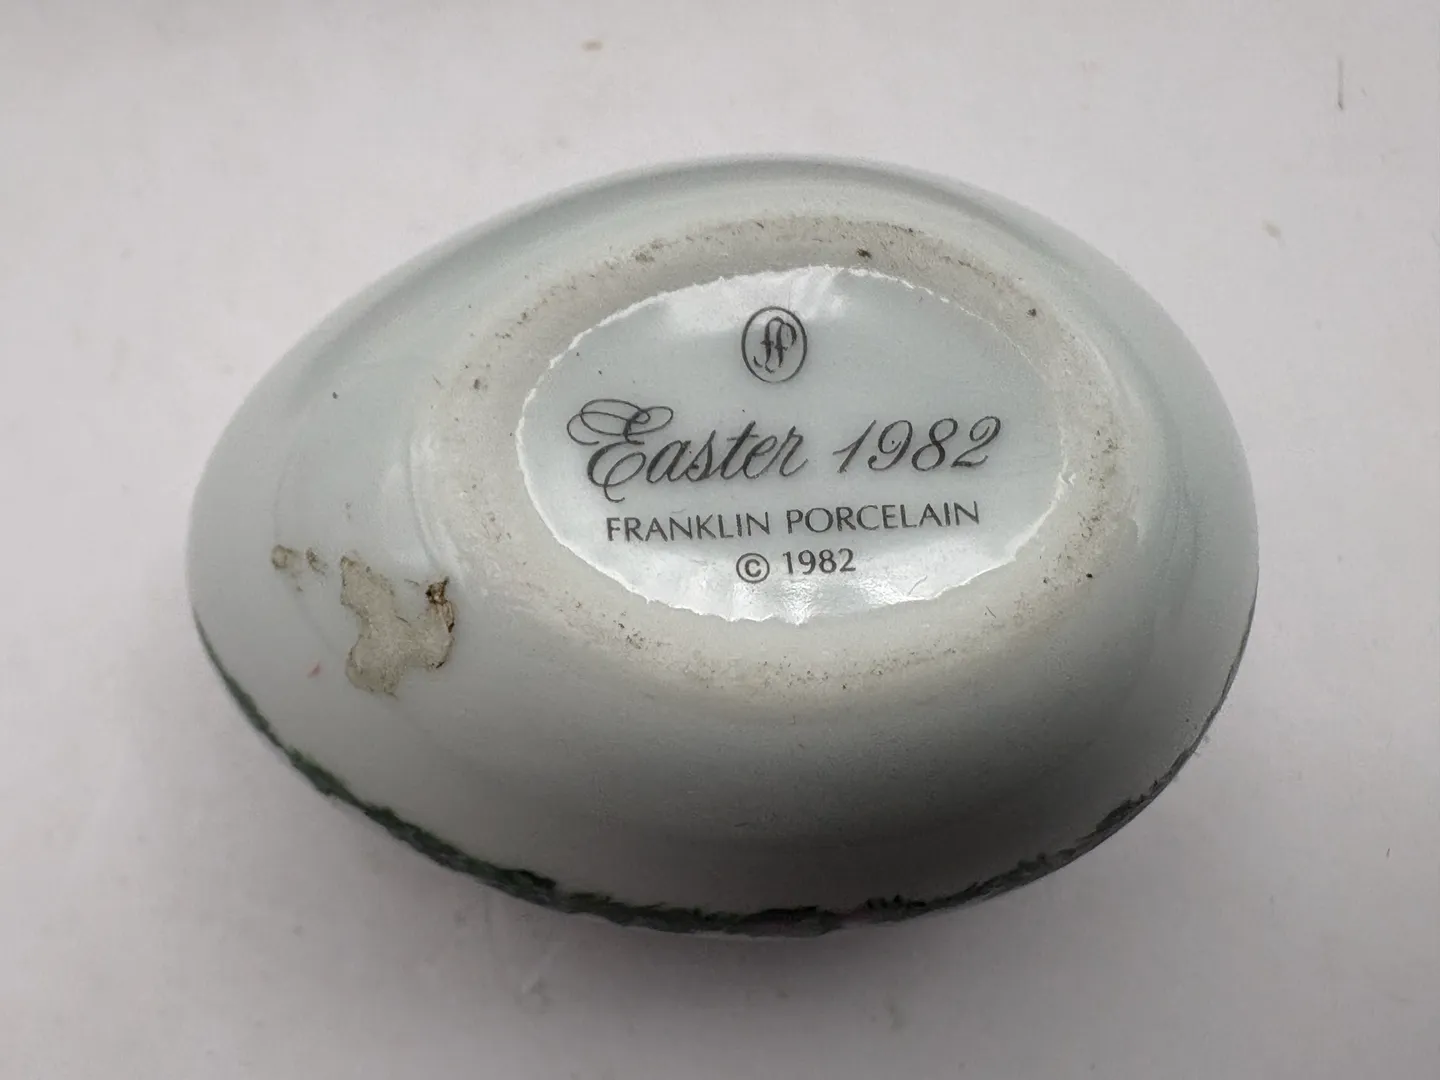 fp
Easter 1982
FRANKLIN PORCELAIN
© 1982